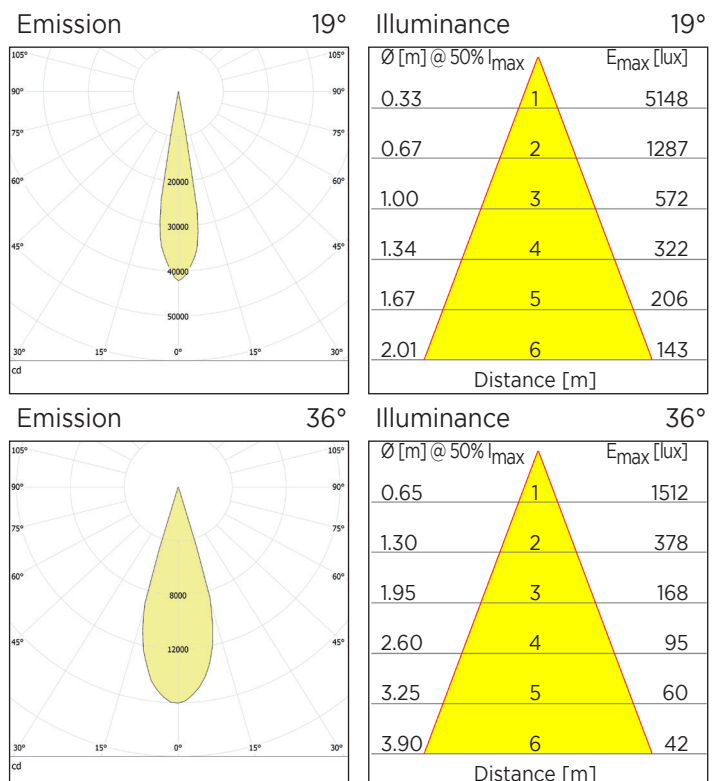 Emission 19°
105° 105°
90° 90°
75° 75°
60° 60°
20000
30000
45° 45°
40000
50000
30° 15° 0° 15° 30°
cd
Illuminance 19°
Ø [m] @ 50% Imax Emax [lux]
0.33 1 5148
0.67 2 1287
1.00 3 572
1.34 4 322
1.67 5 206
2.01 6 143
Distance [m]
Emission 36°
105° 105°
90° 90°
75° 75°
60° 60°
8000
45° 45°
12000
30° 15° 0° 15° 30°
cd
Illuminance 36°
Ø [m] @ 50% Imax Emax [lux]
0.65 1 1512
1.30 2 378
1.95 3 168
2.60 4 95
3.25 5 60
3.90 6 42
Distance [m]